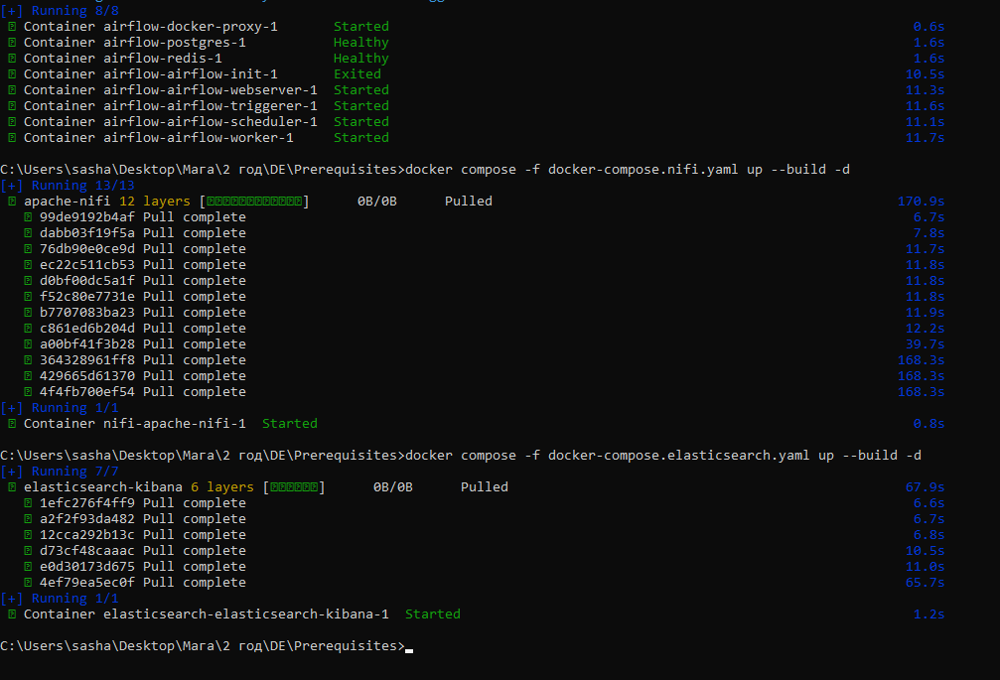 [+] Running 8/8
Container airflow-docker-proxy-1 Started 0.6s
Container airflow-postgres-1 Healthy 1.6s
Container airflow-redis-1 Healthy 1.6s
Container airflow-airflow-init-1 Exited 10.5s
Container airflow-airflow-webserver-1 Started 11.3s
Container airflow-airflow-triggerer-1 Started 11.6s
Container airflow-airflow-scheduler-1 Started 11.1s
Container airflow-airflow-worker-1 Started 11.7s
C:\Users\sasha\Desktop\Мага\2 год\DE\Prerequisites>docker compose -f docker-compose.nifi.yaml up --build -d
[+] Running 13/13
apache-nifi 12 layers [⣿⣿⣿⣿⣿⣿⣿⣿⣿⣿⣿⣿] 0B/0B Pulled 170.9s
99de9192b4af Pull complete 6.7s
dabb03f19f5a Pull complete 7.8s
76db90e0ce9d Pull complete 11.7s
ec22c511cb53 Pull complete 11.8s
d0bf00dc5a1f Pull complete 11.8s
f52c80e7731e Pull complete 11.8s
b7707083ba23 Pull complete 11.9s
c861ed6b204d Pull complete 12.2s
a00bf41f3b28 Pull complete 39.7s
364328961ff8 Pull complete 168.3s
429665d61370 Pull complete 168.3s
4f4fb700ef54 Pull complete 168.3s
[+] Running 1/1
Container nifi-apache-nifi-1 Started 0.8s
C:\Users\sasha\Desktop\Мага\2 год\DE\Prerequisites>docker compose -f docker-compose.elasticsearch.yaml up --build -d
[+] Running 7/7
elasticsearch-kibana 6 layers [⣿⣿⣿⣿⣿⣿] 0B/0B Pulled 67.9s
1efc276f4ff9 Pull complete 6.6s
a2f2f93da482 Pull complete 6.7s
12cca292b13c Pull complete 6.8s
d73cf48caaac Pull complete 10.5s
e0d30173d675 Pull complete 11.0s
4ef79ea5ec0f Pull complete 65.7s
[+] Running 1/1
Container elasticsearch-elasticsearch-kibana-1 Started 1.2s
C:\Users\sasha\Desktop\Мага\2 год\DE\Prerequisites>